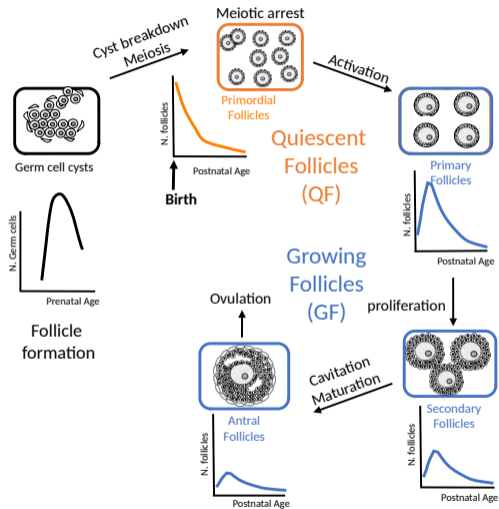 Meiotic arrest
Cyst breakdown
Meiosis
Activation
Germ cell cysts
N. follicles
Primordial
Follicles
Postnatal Age
Birth
Quiescent
Follicles
(QF)
Primary
Follicles
N. follicles
Postnatal Age
N. Germ cells
Prenatal Age
Follicle
formation
Growing
Follicles
(GF)
Ovulation
proliferation
Cavitation
Maturation
Antral
Follicles
N. follicles
Postnatal Age
Secondary
Follicles
N. follicles
Postnatal Age